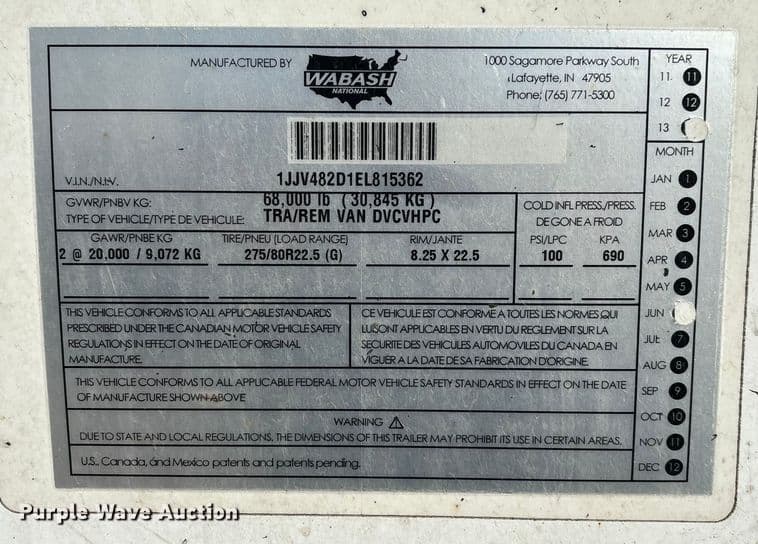 MANUFACTURED BY
WABASH
NATIONAL
1000 Sagamore Parkway South
Lafayette, IN 47905
Phone: (765) 771-5300
V.I.N./N.I.V. 1JJV482D1EL815362
GVWR/PNBV KG: 68,000 lb ( 30,845 KG )
TYPE OF VEHICLE/TYPE DE VEHICULE: TRA/REM VAN DVCVHPC
COLD INFL PRESS./PRESS.
DE GONE A FROID
GAWR/PNBE KG TIRE/PNEU (LOAD RANGE) RIM/JANTE PSI/LPC KPA
2 @ 20,000 / 9,072 KG 275/80R22.5 (G) 8.25 X 22.5 100 690
THIS VEHICLE CONFORMS TO ALL APPLICABLE STANDARDS
PRESCRIBED UNDER THE CANADIAN MOTOR VEHICLE SAFETY
REGULATIONS IN EFFECT ON THE DATE OF ORIGINAL
MANUFACTURE.
CE VEHICULE EST CONFORME A TOUTES LES NORMES QUI
LUI SONT APPLICABLES EN VERTU DU REGLEMENT SUR LA
SECURITE DES VEHICULES AUTOMOVILES DU CANADA EN
VIGUER A LA DATE DE SA FABRICATION D'ORIGINE.
THIS VEHICLE CONFORMS TO ALL APPLICABLE FEDERAL MOTOR VEHICLE SAFETY STANDARDS IN EFFECT ON THE DATE
OF MANUFACTURE SHOWN ABOVE
WARNING
DUE TO STATE AND LOCAL REGULATIONS, THE DIMENSIONS OF THIS TRAILER MAY PROHIBIT ITS USE IN CERTAIN AREAS.
U.S., Canada, and Mexico patents and patents pending.
YEAR
11 11
12 12
13
MONTH
JAN 1
FEB 2
MAR 3
APR 4
MAY 5
JUN
JUL 7
AUG 8
SEP 9
OCT 10
NOV 11
DEC 12
Purple Wave Auction